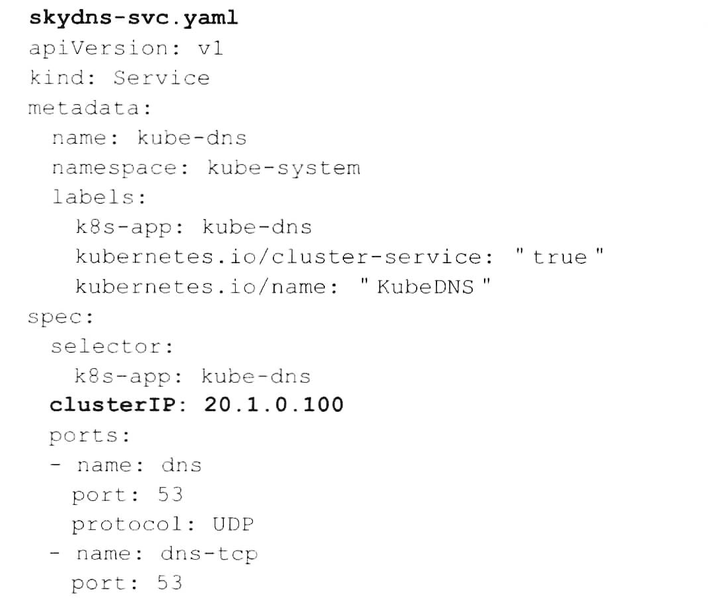 skydns-svc.yaml
apiVersion: v1
kind: Service
metadata:
  name: kube-dns
  namespace: kube-system
  labels:
    k8s-app: kube-dns
    kubernetes.io/cluster-service: "true"
    kubernetes.io/name: "KubeDNS"
spec:
  selector:
    k8s-app: kube-dns
  clusterIP: 20.1.0.100
  ports:
  - name: dns
    port: 53
    protocol: UDP
  - name: dns-tcp
    port: 53